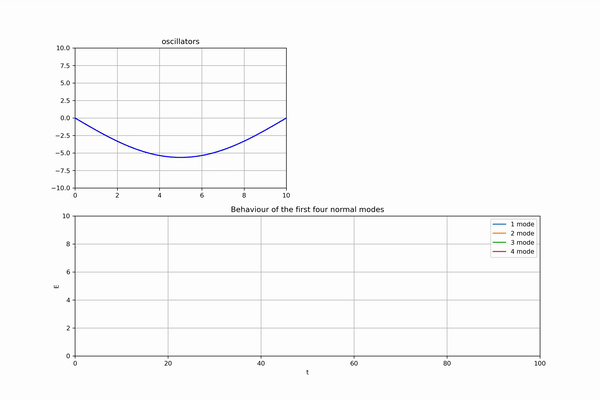 oscillators
10.0
7.5
5.0
2.5
0.0
−2.5
−5.0
−7.5
−10.0
0 2 4 6 8 10
Behaviour of the first four normal modes
10
8
6
4
2
0
E
1 mode
2 mode
3 mode
4 mode
0 20 40 60 80 100
t